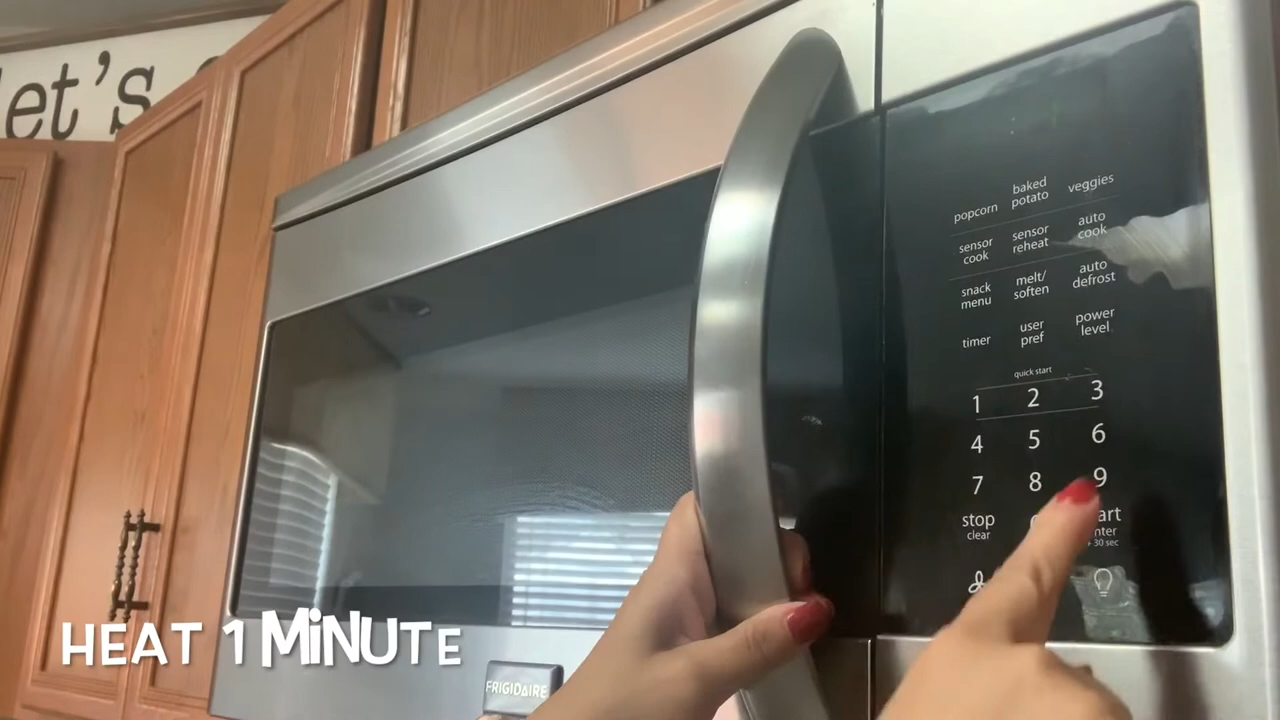 let's
popcorn
baked potato
veggies
sensor cook
sensor reheat
auto cook
snack menu
melt/ soften
auto defrost
timer
user pref
power level
quick start
1 2 3
4 5 6
7 8 9
stop clear
+ 30 sec
HEAT 1 MiNUTE
FRIGIDAIRE